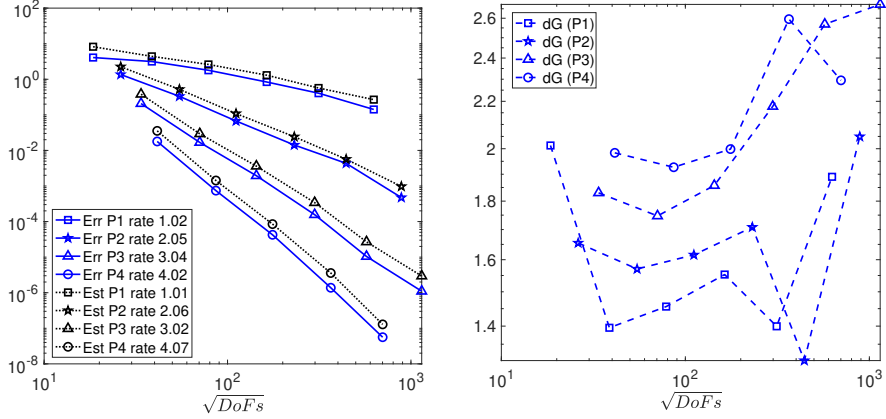 10^2
10^0
10^-2
10^-4
10^-6
10^-8
Err P1 rate 1.02
Err P2 rate 2.05
Err P3 rate 3.04
Err P4 rate 4.02
Est P1 rate 1.01
Est P2 rate 2.06
Est P3 rate 3.02
Est P4 rate 4.07
10^1
10^2
10^3
√DoFs
2.6
2.4
2.2
2
1.8
1.6
1.4
dG (P1)
dG (P2)
dG (P3)
dG (P4)
10^1
10^2
10^3
√DoFs